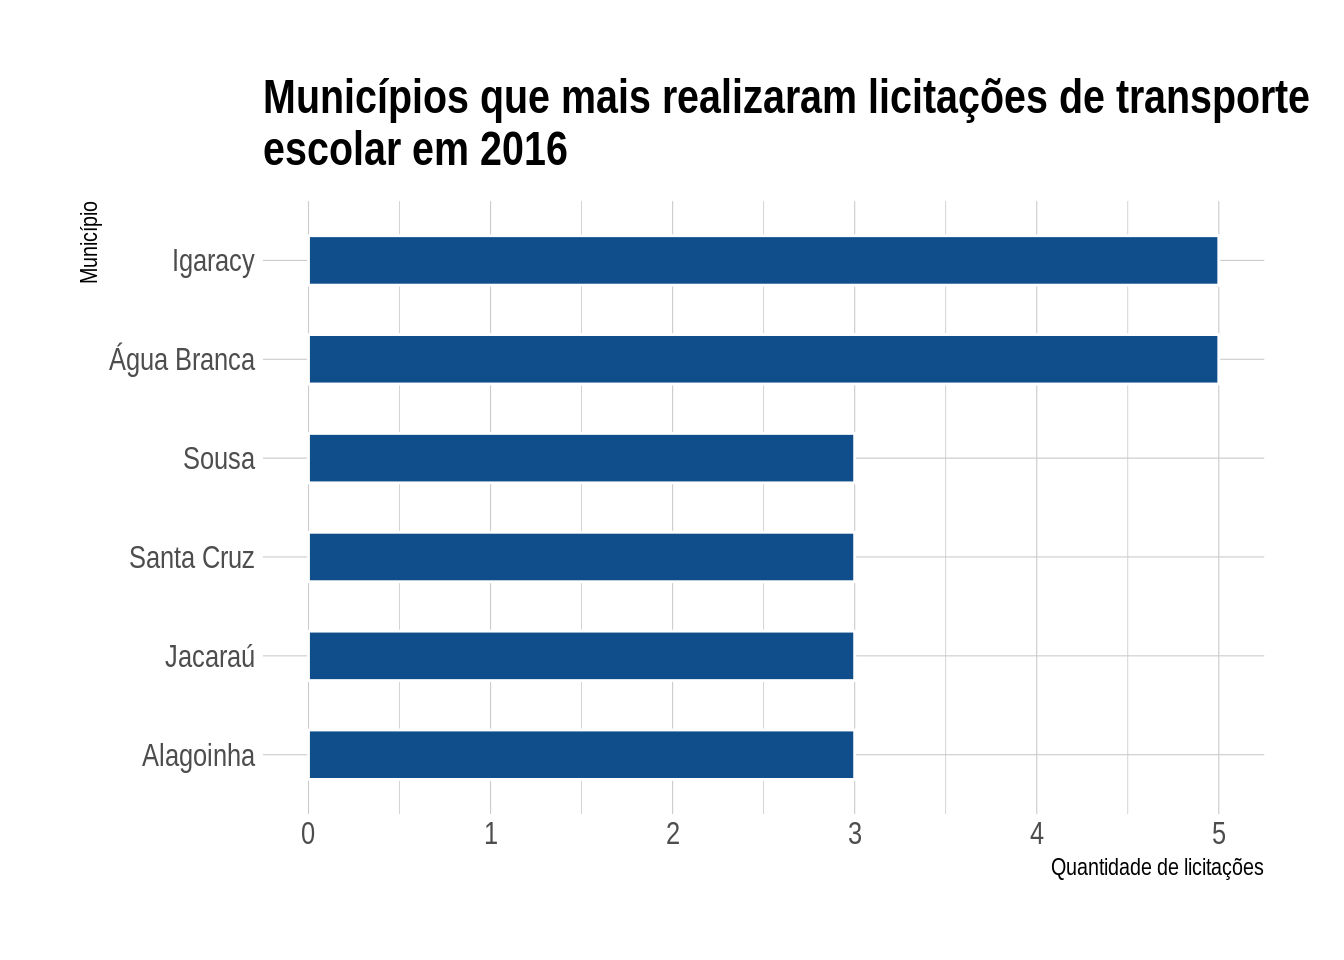 Municípios que mais realizaram licitações de transporte
escolar em 2016
Município
Igaracy
Água Branca
Sousa
Santa Cruz
Jacaraú
Alagoinha
0 1 2 3 4 5
Quantidade de licitações